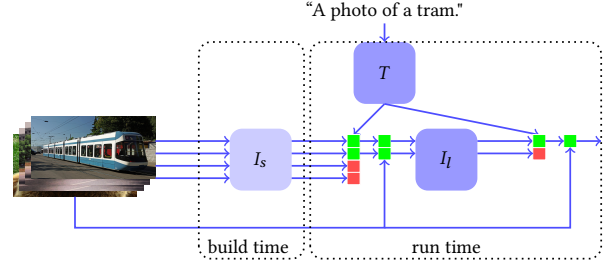 “A photo of a tram."
T
I_s
I_l
build time
run time